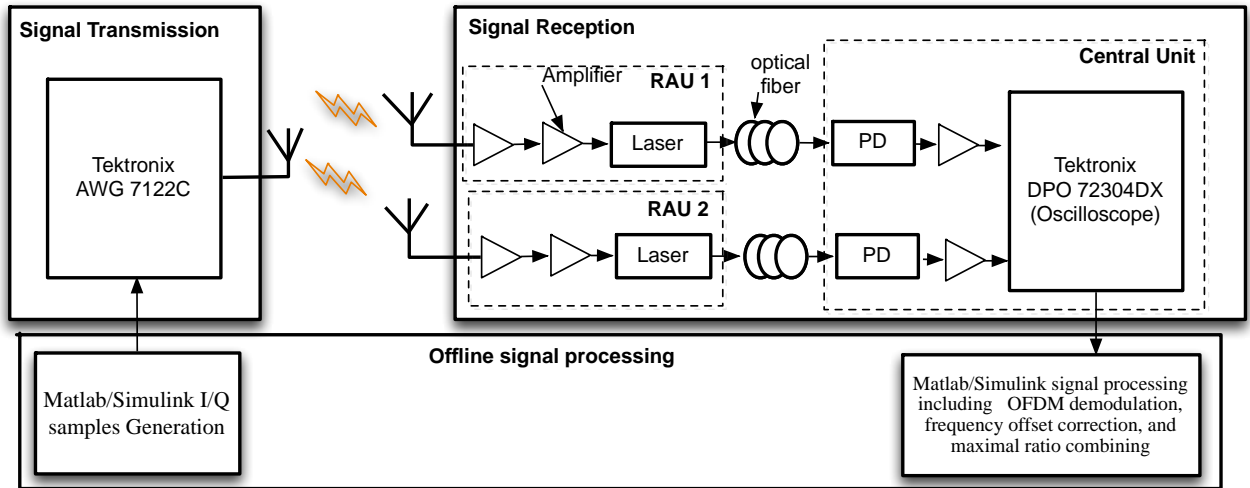 Signal Transmission
Tektronix
AWG 7122C
Signal Reception
Amplifier
RAU 1
optical
fiber
Central Unit
Laser
PD
Tektronix
DPO 72304DX
(Oscilloscope)
RAU 2
Laser
PD
Offline signal processing
Matlab/Simulink I/Q
samples Generation
Matlab/Simulink signal processing
including OFDM demodulation,
frequency offset correction, and
maximal ratio combining